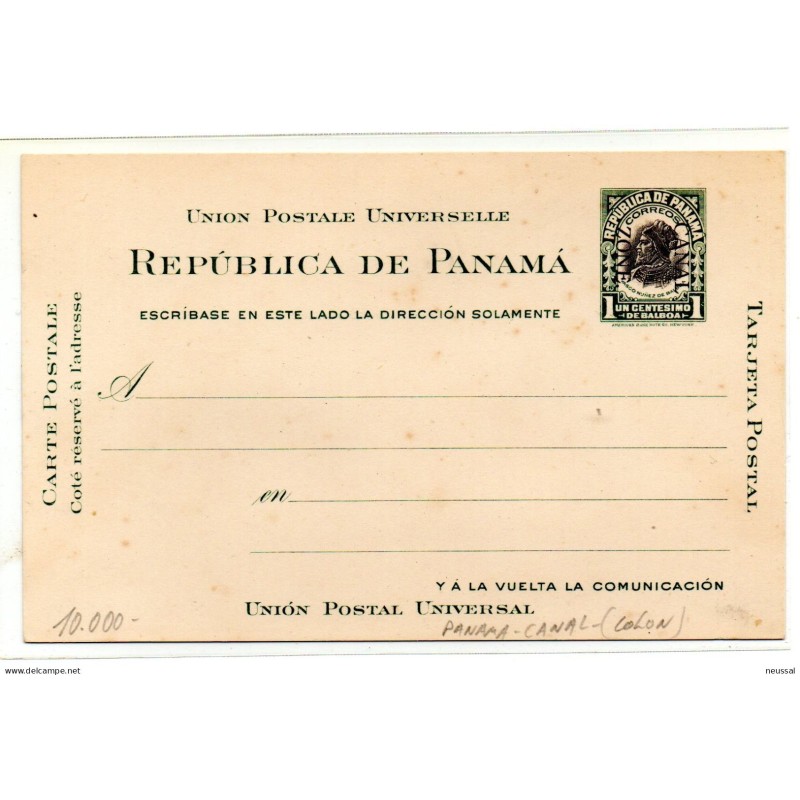 UNION POSTALE UNIVERSELLE
REPÚBLICA DE PANAMÁ
ESCRÍBASE EN ESTE LADO LA DIRECCIÓN SOLAMENTE
REPÚBLICA DE PANAMÁ
CORREOS
CANAL
ZONE
1 UN CENTESIMO 1
DE BALBOA
CARTE POSTALE
Coté réservé à l'adresse
TARJETA POSTAL
A
en
Y Á LA VUELTA LA COMUNICACIÓN
UNIÓN POSTAL UNIVERSAL
10.000-
PANAMA-CANAL-(COLON)
www.delcampe.net
neussal